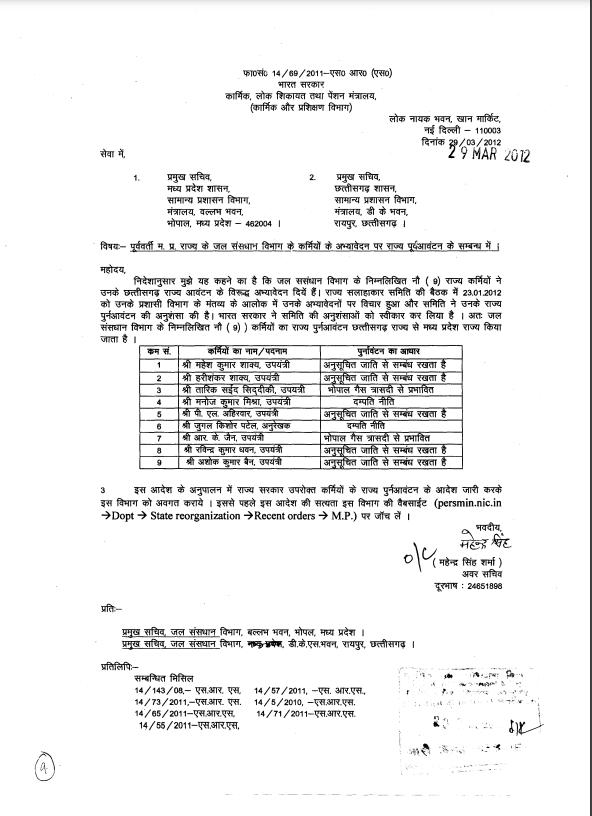 फा०सं० 14/69/2011–एस० आर० (एस०)
भारत सरकार
कार्मिक, लोक शिकायत तथा पेंशन मंत्रालय,
(कार्मिक और प्रशिक्षण विभाग)
लोक नायक भवन, खान मार्किट,
नई दिल्ली – 110003
दिनांक 29/03/2012
29 MAR 2012
सेवा में,
1. प्रमुख सचिव, 2. प्रमुख सचिव,
मध्य प्रदेश शासन, छत्तीसगढ़ शासन,
सामान्य प्रशासन विभाग, सामान्य प्रशासन विभाग,
मंत्रालय, वल्लभ भवन, मंत्रालय, डी के भवन,
भोपाल, मध्य प्रदेश – 462004 । रायपुर, छत्तीसगढ़ ।
विषयः– पूर्ववर्ती म. प्र. राज्य के जल संसधान विभाग के कर्मियों के अभ्यावेदन पर राज्य पूर्वआवंटन के सम्बन्ध में ।
महोदय,
निदेशानुसार मुझे यह कहने का है कि जल ससंधान विभाग के निम्नलिखित नौ ( 9) राज्य कर्मियों ने
उनके छत्तीसगढ़ राज्य आवंटन के विरूद्ध अभ्यावेदन दियें हैं। राज्य सलाहाकार समिति की बैठक में 23.01.2012
को उनके प्रशासी विभाग के मंतव्य के आलोक में उनके अभ्यावेदनों पर विचार हुआ और समिति ने उनके राज्य
पुर्नआवंटन की अनुशंसा की है। भारत सरकार ने समिति की अनुशंसाओं को स्वीकार कर लिया है । अतः जल
संसधान विभाग के निम्नलिखित नौ ( 9) ) कर्मियों का राज्य पुर्नआवंटन छत्तीसगढ़ राज्य से मध्य प्रदेश राज्य किया
जाता है ।
कम सं. कर्मियों का नाम/पदनाम पुर्नावंटन का आधार
1 श्री महेश कुमार शाक्य, उपयंत्री अनुसूचित जाति से सम्बंध रखता है
2 श्री हरीशंकर शाक्य, उपयंत्री अनुसूचित जाति से सम्बंध रखता है
3 श्री तारिक सईद सिद्दीकी, उपयंत्री भोपाल गैस त्रासदी से प्रभावित
4 श्री मनोज कुमार मिश्रा, उपयंत्री दम्पति नीति
5 श्री पी. एल. अहिरवार, उपयंत्री अनुसूचित जाति से सम्बंध रखता है
6 श्री जुगल किशोर पटेल, अनुरेखक दम्पति नीति
7 श्री आर. के. जैन, उपयंत्री भोपाल गैस त्रासदी से प्रभावित
8 श्री रविन्द्र कुमार धवन, उपयंत्री अनुसूचित जाति से सम्बंध रखता है
9 श्री अशोक कुमार बैन, उपयंत्री अनुसूचित जाति से सम्बंध रखता है
3 इस आदेश के अनुपालन में राज्य सरकार उपरोक्त कर्मियों के राज्य पुर्नआवंटन के आदेश जारी करके
इस विभाग को अवगत कराये । इससे पहले इस आदेश की सत्यता इस विभाग की वैबसाईट (persmin.nic.in
→Dopt → State reorganization →Recent orders → M.P.) पर जाँच लें ।
भवदीय,
महेन्द्र सिंह
o/c
( महेन्द्र सिंह शर्मा )
अवर सचिव
दूरभाष : 24651898
प्रतिः–
प्रमुख सचिव, जल संसधान विभाग, बल्लभ भवन, भोपल, मध्य प्रदेश ।
प्रमुख सचिव, जल संसधान विभाग, डी.के.एस.भवन, रायपुर, छत्तीसगढ़ ।
प्रतिलिपिः–
सम्बन्धित मिसिल
14/143/08,– एस.आर. एस, 14/57/2011, –एस. आर.एस.,
14/73/2011,–एस.आर. एस. 14/5/2010, –एस.आर.एस.
14/65/2011–एस.आर.एस, 14/71/2011–एस.आर.एस.
14/55/2011–एस.आर.एस,
9